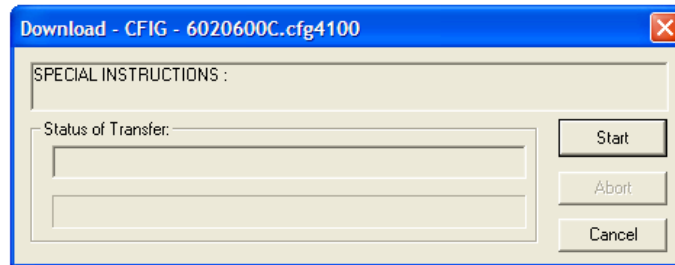 Download - CFIG - 6020600C.cfg4100
SPECIAL INSTRUCTIONS :
Status of Transfer:
Start
Abort
Cancel